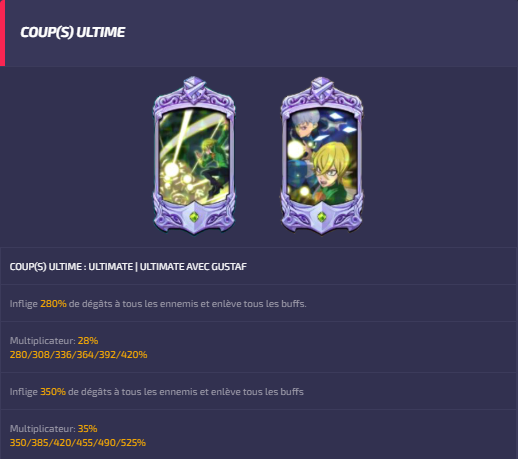 COUP(S) ULTIME
COUP(S) ULTIME : ULTIMATE | ULTIMATE AVEC GUSTAF
Inflige 280% de dégâts à tous les ennemis et enlève tous les buffs.
Multiplicateur: 28%
280/308/336/364/392/420%
Inflige 350% de dégâts à tous les ennemis et enlève tous les buffs
Multiplicateur: 35%
350/385/420/455/490/525%